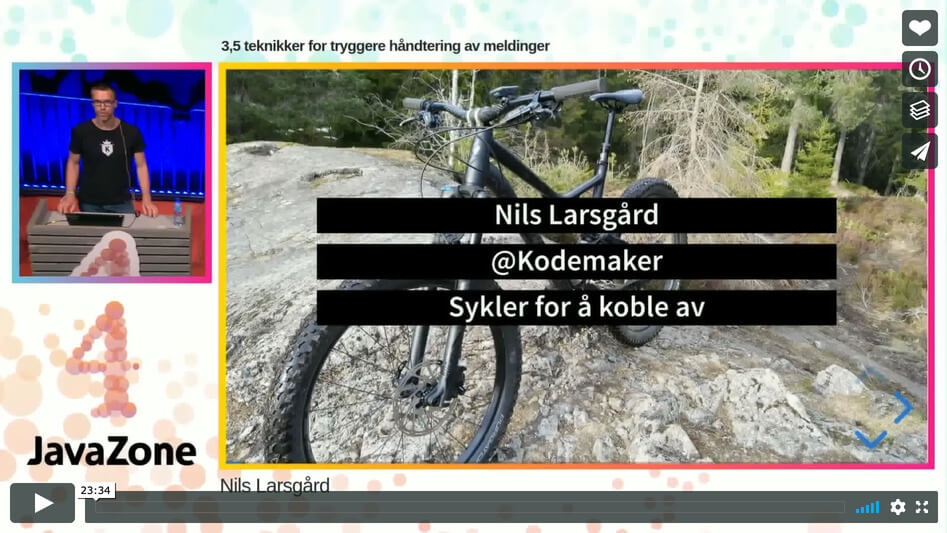 3,5 teknikker for tryggere håndtering av meldinger
Nils Larsgård
@Kodemaker
Sykler for å koble av
4
JavaZone
Nils Larsgård
23:34